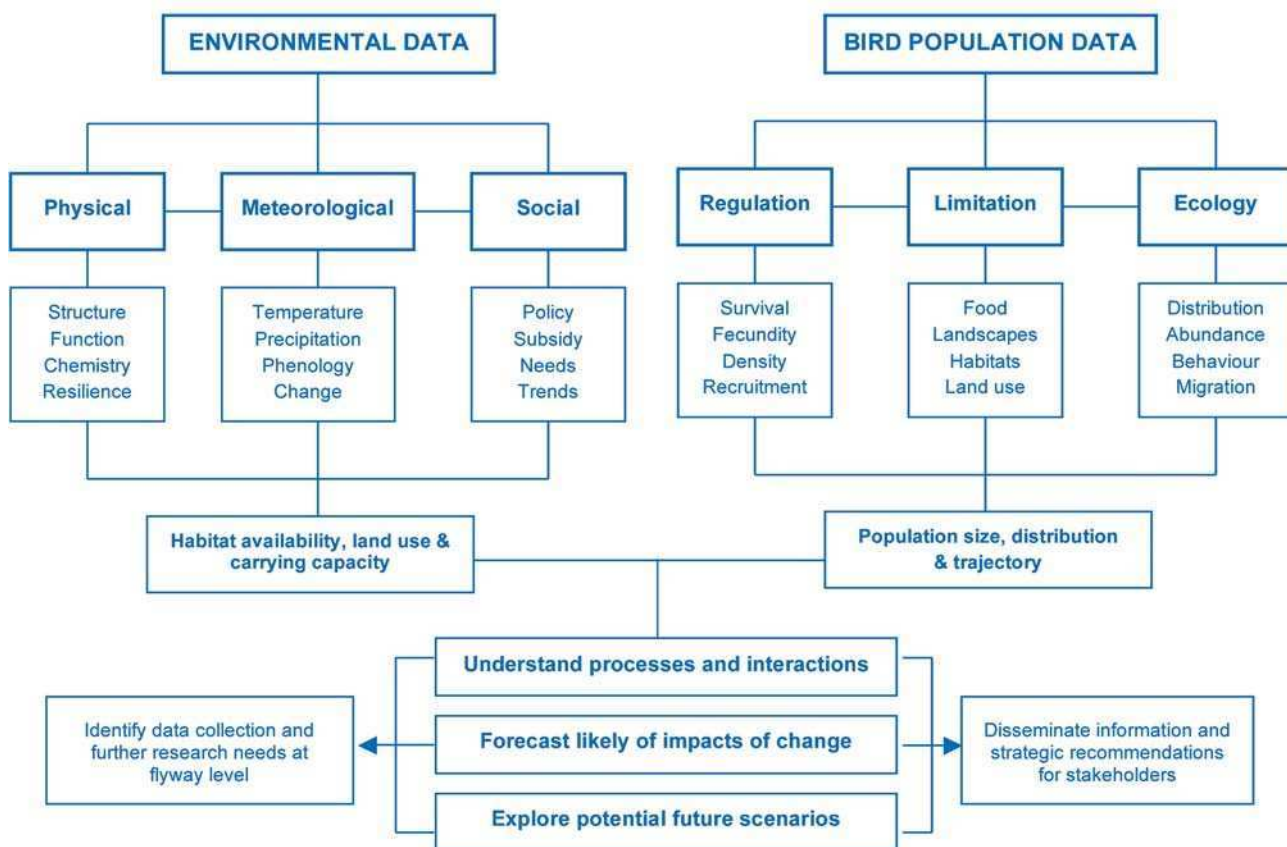 ENVIRONMENTAL DATA
BIRD POPULATION DATA
Physical
Meteorological
Social
Regulation
Limitation
Ecology
Structure
Function
Chemistry
Resilience
Temperature
Precipitation
Phenology
Change
Policy
Subsidy
Needs
Trends
Survival
Fecundity
Density
Recruitment
Food
Landscapes
Habitats
Land use
Distribution
Abundance
Behaviour
Migration
Habitat availability, land use &
carrying capacity
Population size, distribution
& trajectory
Understand processes and interactions
Identify data collection and
further research needs at
flyway level
Forecast likely of impacts of change
Disseminate information and
strategic recommendations
for stakeholders
Explore potential future scenarios